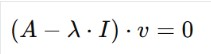 (A − λ · I) · v = 0